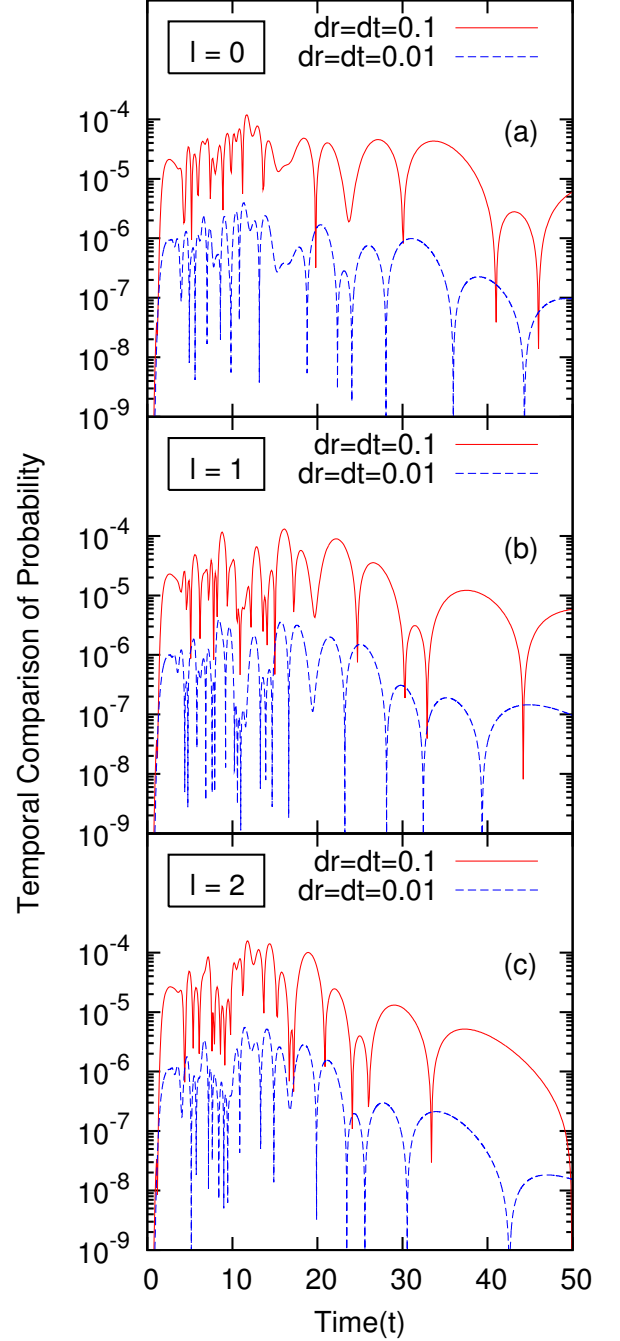 l = 0
dr=dt=0.1
dr=dt=0.01
(a)
10-4
10-5
10-6
10-7
10-8
10-9
l = 1
dr=dt=0.1
dr=dt=0.01
(b)
10-4
10-5
10-6
10-7
10-8
10-9
l = 2
dr=dt=0.1
dr=dt=0.01
(c)
10-4
10-5
10-6
10-7
10-8
10-9
0 10 20 30 40 50
Time(t)
Temporal Comparison of Probability